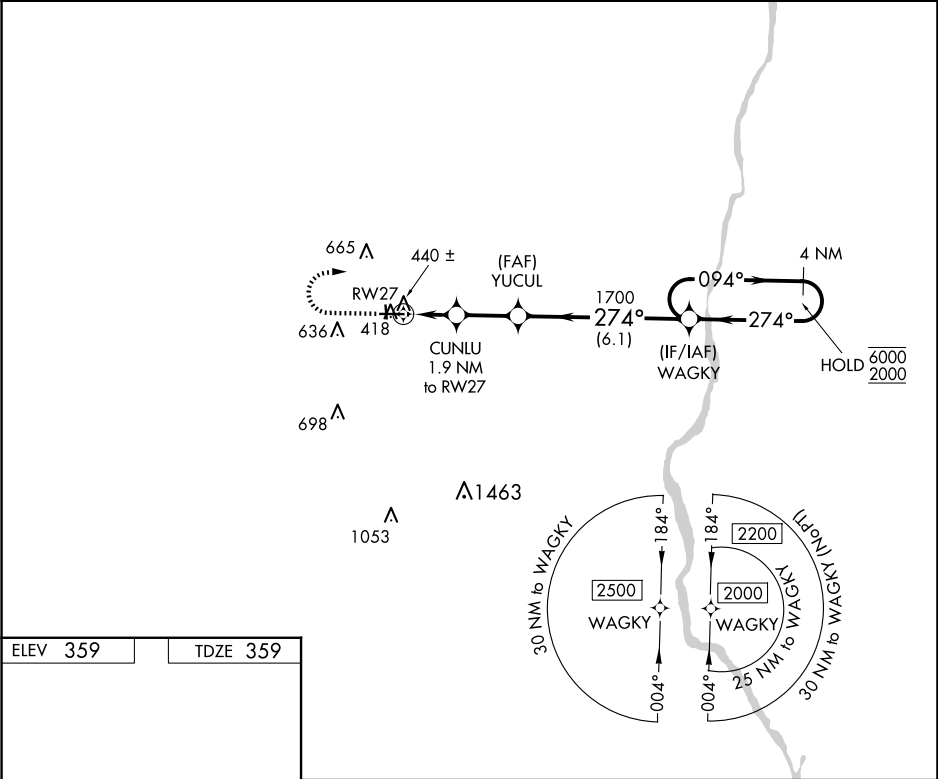 665
440 ±
(FAF)
YUCUL
4 NM
094°
RW27
1700
274°
(6.1)
274°
636
418
CUNLU
1.9 NM
to RW27
(IF/IAF)
WAGKY
HOLD 6000
2000
698
1463
1053
30 NM to WAGKY
184°
2500
WAGKY
004°
184°
2200
2000
WAGKY
004°
25 NM to WAGKY
30 NM to WAGKY (NoPT)
ELEV 359
TDZE 359